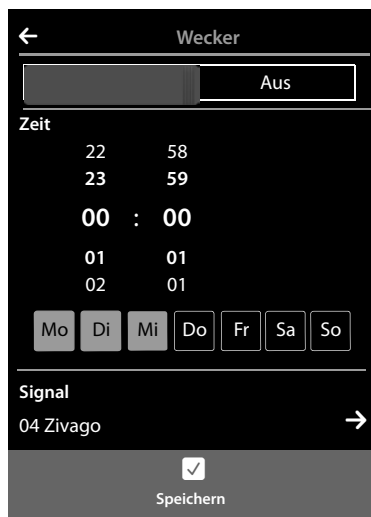 Wecker
Aus
Zeit
22 58
23 59
00 : 00
01 01
02 01
Mo Di Mi Do Fr Sa So
Signal
04 Zivago
Speichern